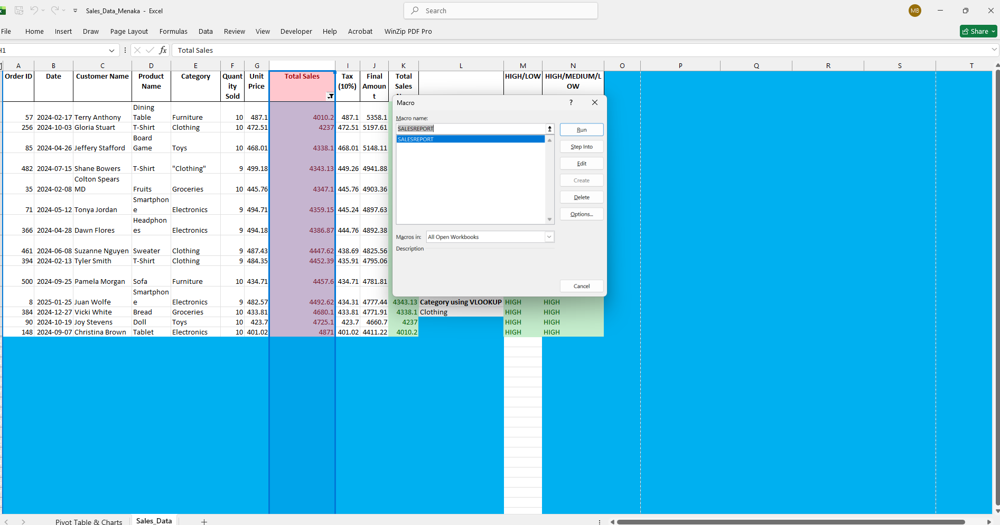 Sales_Data_Menaka - Excel
Search
MB
File Home Insert Draw Page Layout Formulas Data Review View Developer Help Acrobat WinZip PDF Pro
Share
H1
fx
Total Sales
A B C D E F G I J K L M N O P Q R S T
Order ID Date Customer Name Product Name Category Quantity Sold Unit Price Total Sales Tax (10%) Final Amount Total Sales HIGH/LOW HIGH/MEDIUM/LOW
57 2024-02-17 Terry Anthony Dining Table Furniture 10 487.1 4010.2 487.1 5358.1
256 2024-10-03 Gloria Stuart T-Shirt Clothing 10 472.51 4237 472.51 5197.61
85 2024-04-26 Jeffery Stafford Board Game Toys 10 468.01 4338.1 468.01 5148.11
482 2024-07-15 Shane Bowers T-Shirt "Clothing" 9 499.18 4343.13 449.26 4941.88
35 2024-02-08 Colton Spears MD Fruits Groceries 10 445.76 4347.1 445.76 4903.36
71 2024-05-12 Tonya Jordan Smartphone Electronics 9 494.71 4359.15 445.24 4897.63
366 2024-04-28 Dawn Flores Headphones Electronics 9 494.18 4386.87 444.76 4892.38
461 2024-06-08 Suzanne Nguyen Sweater Clothing 9 487.43 4447.62 438.69 4825.56
394 2024-02-13 Tyler Smith T-Shirt Clothing 9 484.35 4452.39 435.91 4795.06
500 2024-09-25 Pamela Morgan Sofa Furniture 10 434.71 4457.6 434.71 4781.81
8 2025-01-25 Juan Wolfe Smartphone Electronics 9 482.57 4492.62 434.31 4777.44 4343.13 Category using VLOOKUP HIGH HIGH
384 2024-12-27 Vicki White Bread Groceries 10 433.81 4680.1 433.81 4771.91 4338.1 Clothing HIGH HIGH
90 2024-10-19 Joy Stevens Doll Toys 10 423.7 4725.1 423.7 4660.7 4237 HIGH HIGH
148 2024-09-07 Christina Brown Tablet Electronics 10 401.02 4871 401.02 4411.22 4010.2 HIGH HIGH
Macro
?
Macro name:
SALESREPORT
SALESREPORT
Run
Step Into
Edit
Create
Delete
Options...
Macros in: All Open Workbooks
Description
Cancel
Pivot Table & Charts Sales_Data